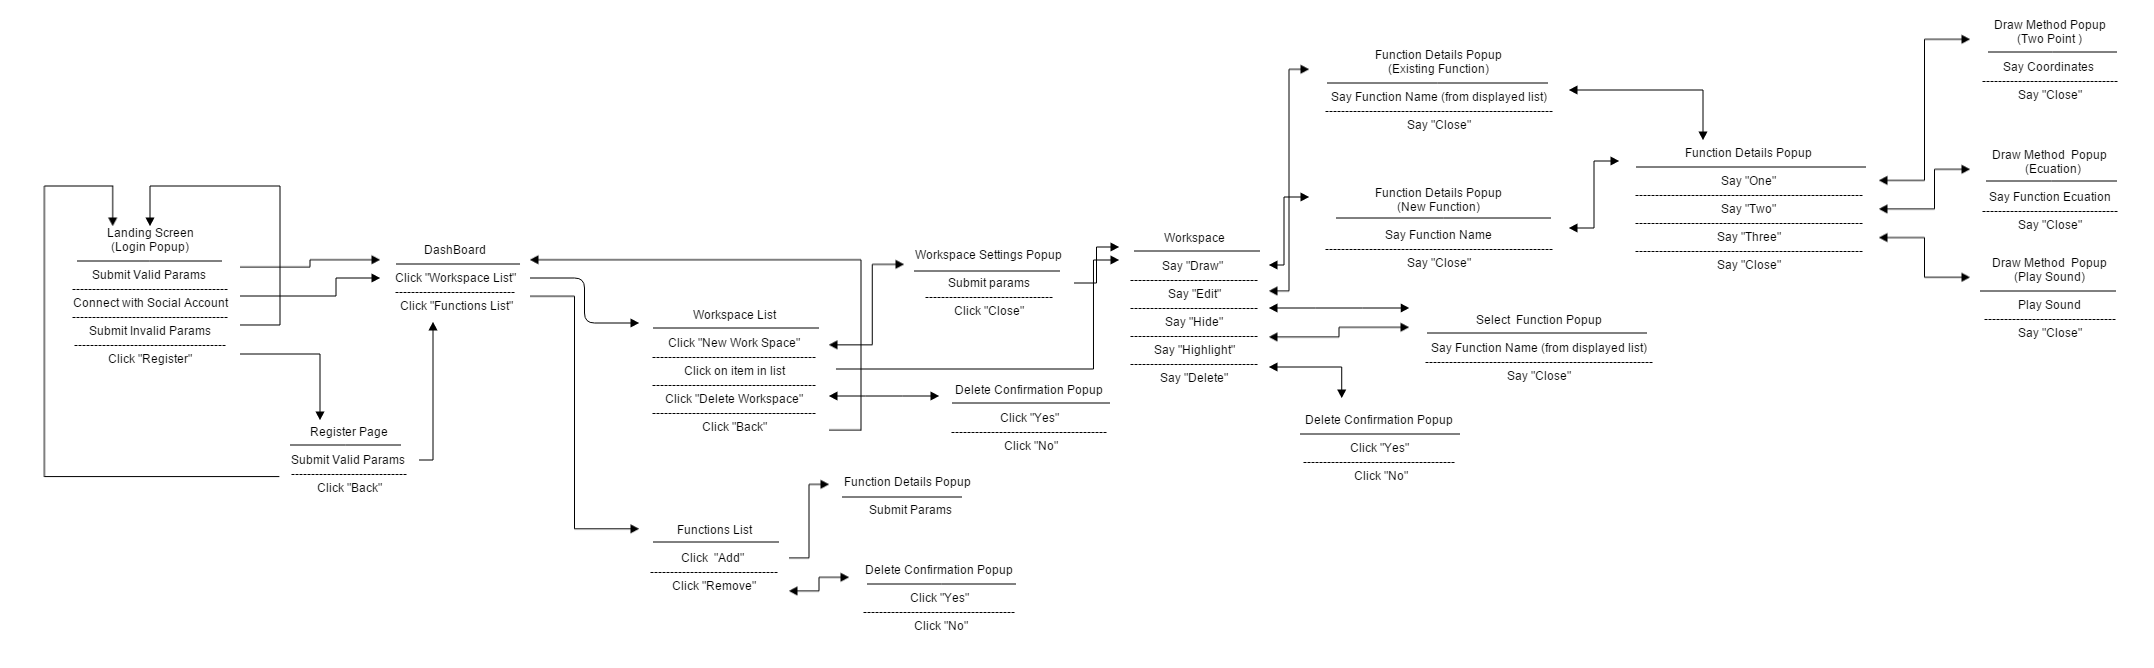 Landing Screen
(Login Popup)
Submit Valid Params
Connect with Social Account
Submit Invalid Params
Click "Register"
Register Page
Submit Valid Params
Click "Back"
DashBoard
Click "Workspace List"
Click "Functions List"
Workspace List
Click "New Work Space"
Click on item in list
Click "Delete Workspace"
Click "Back"
Functions List
Click "Add"
Click "Remove"
Workspace Settings Popup
Submit params
Click "Close"
Delete Confirmation Popup
Click "Yes"
Click "No"
Function Details Popup
Submit Params
Delete Confirmation Popup
Click "Yes"
Click "No"
Workspace
Say "Draw"
Say "Edit"
Say "Hide"
Say "Highlight"
Say "Delete"
Function Details Popup
(Existing Function)
Say Function Name (from displayed list)
Say "Close"
Function Details Popup
(New Function)
Say Function Name
Say "Close"
Select Function Popup
Say Function Name (from displayed list)
Say "Close"
Delete Confirmation Popup
Click "Yes"
Click "No"
Function Details Popup
Say "One"
Say "Two"
Say "Three"
Say "Close"
Draw Method Popup
(Two Point )
Say Coordinates
Say "Close"
Draw Method Popup
(Ecuation)
Say Function Ecuation
Say "Close"
Draw Method Popup
(Play Sound)
Play Sound
Say "Close"